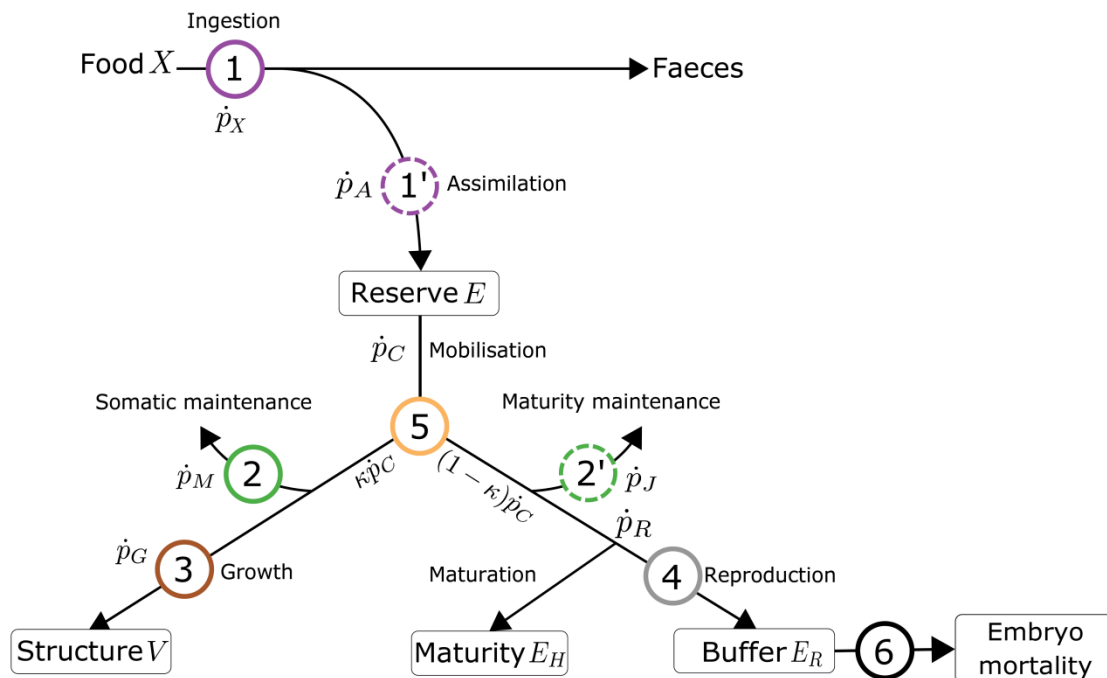 Ingestion
Food X
1
Faeces
ṗ_X
ṗ_A
1'
Assimilation
Reserve E
ṗ_C
Mobilisation
Somatic maintenance
Maturity maintenance
5
2
ṗ_M
κṗ_C
(1 − κ)ṗ_C
2'
ṗ_J
ṗ_R
ṗ_G
3
Growth
Maturation
4
Reproduction
Structure V
Maturity E_H
Buffer E_R
6
Embryo
mortality